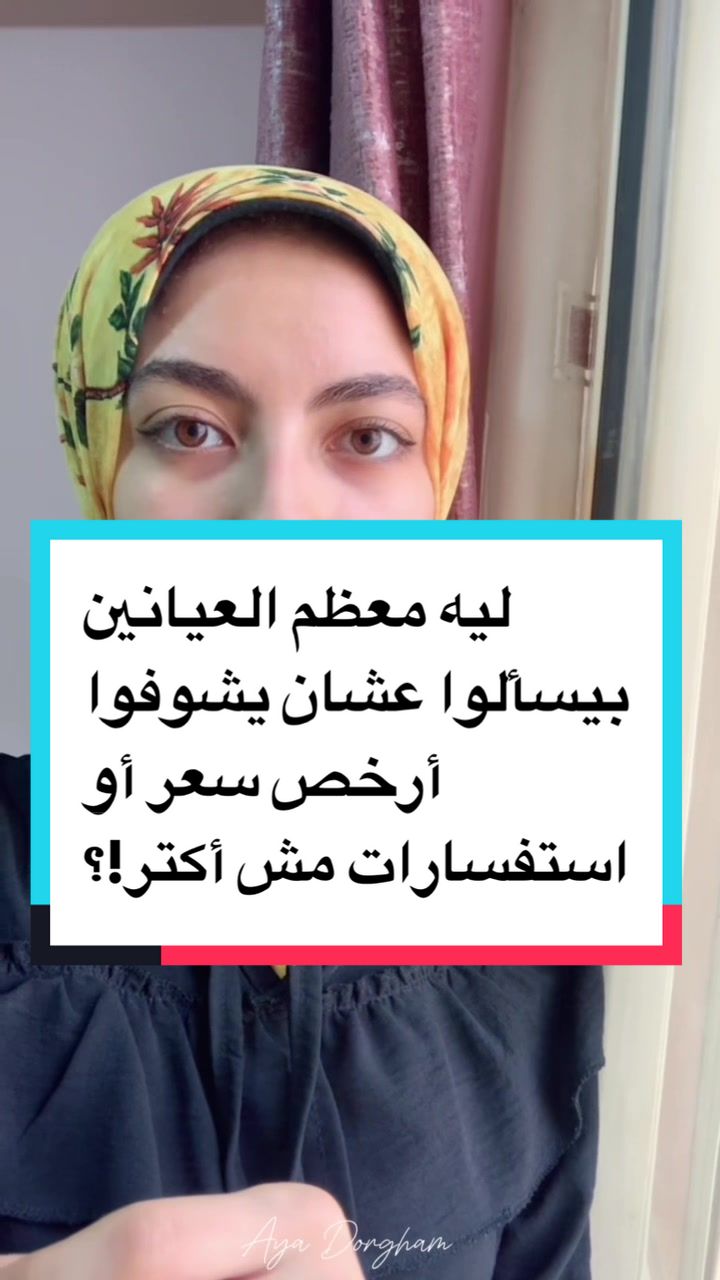 ليه معظم العيانين
بيسألوا عشان يشوفوا
أرخص سعر أو
استفسارات مش أكتر!؟
Aya Dorgham